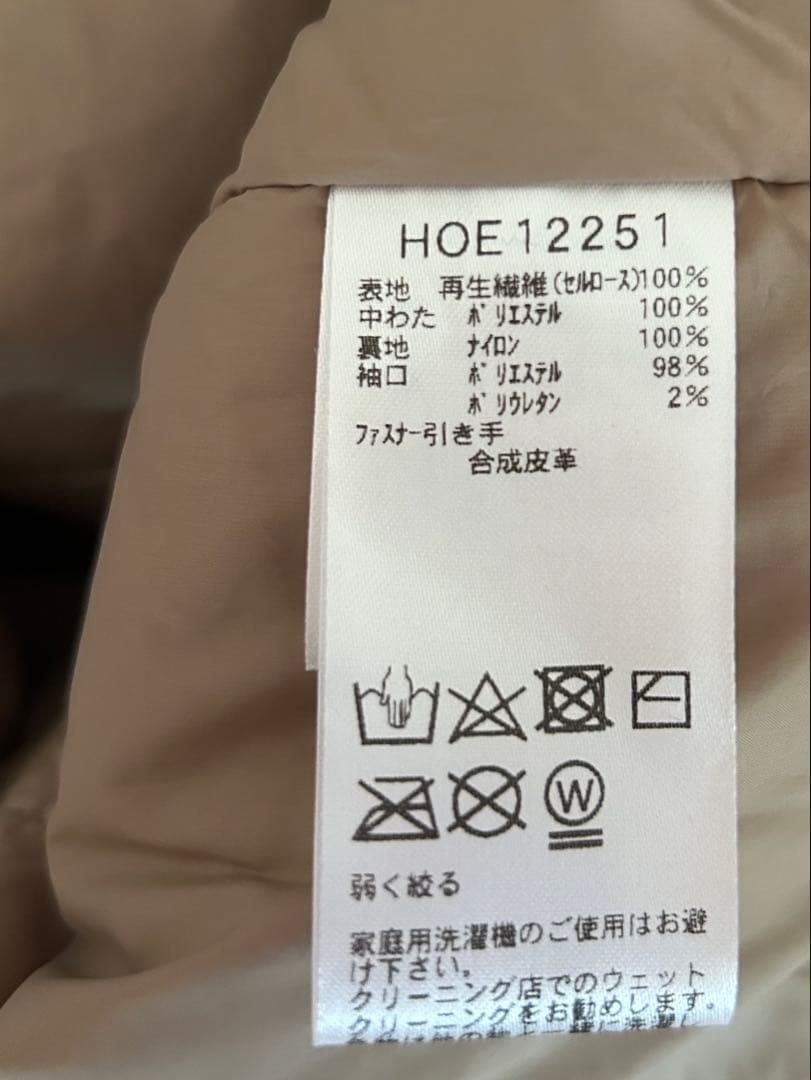 HOE12251
表地 再生繊維(ｾﾙﾛｰｽ)100%
中わた ﾎﾟﾘｴｽﾃﾙ 100%
裏地 ﾅｲﾛﾝ 100%
袖口 ﾎﾟﾘｴｽﾃﾙ 98%
ﾎﾟﾘｳﾚﾀﾝ 2%
ﾌｧｽﾅｰ引き手
合成皮革
W
弱く絞る
家庭用洗濯機のご使用はお避
け下さい。
クリーニング店でのウェット
クリーニングをお勧めします。